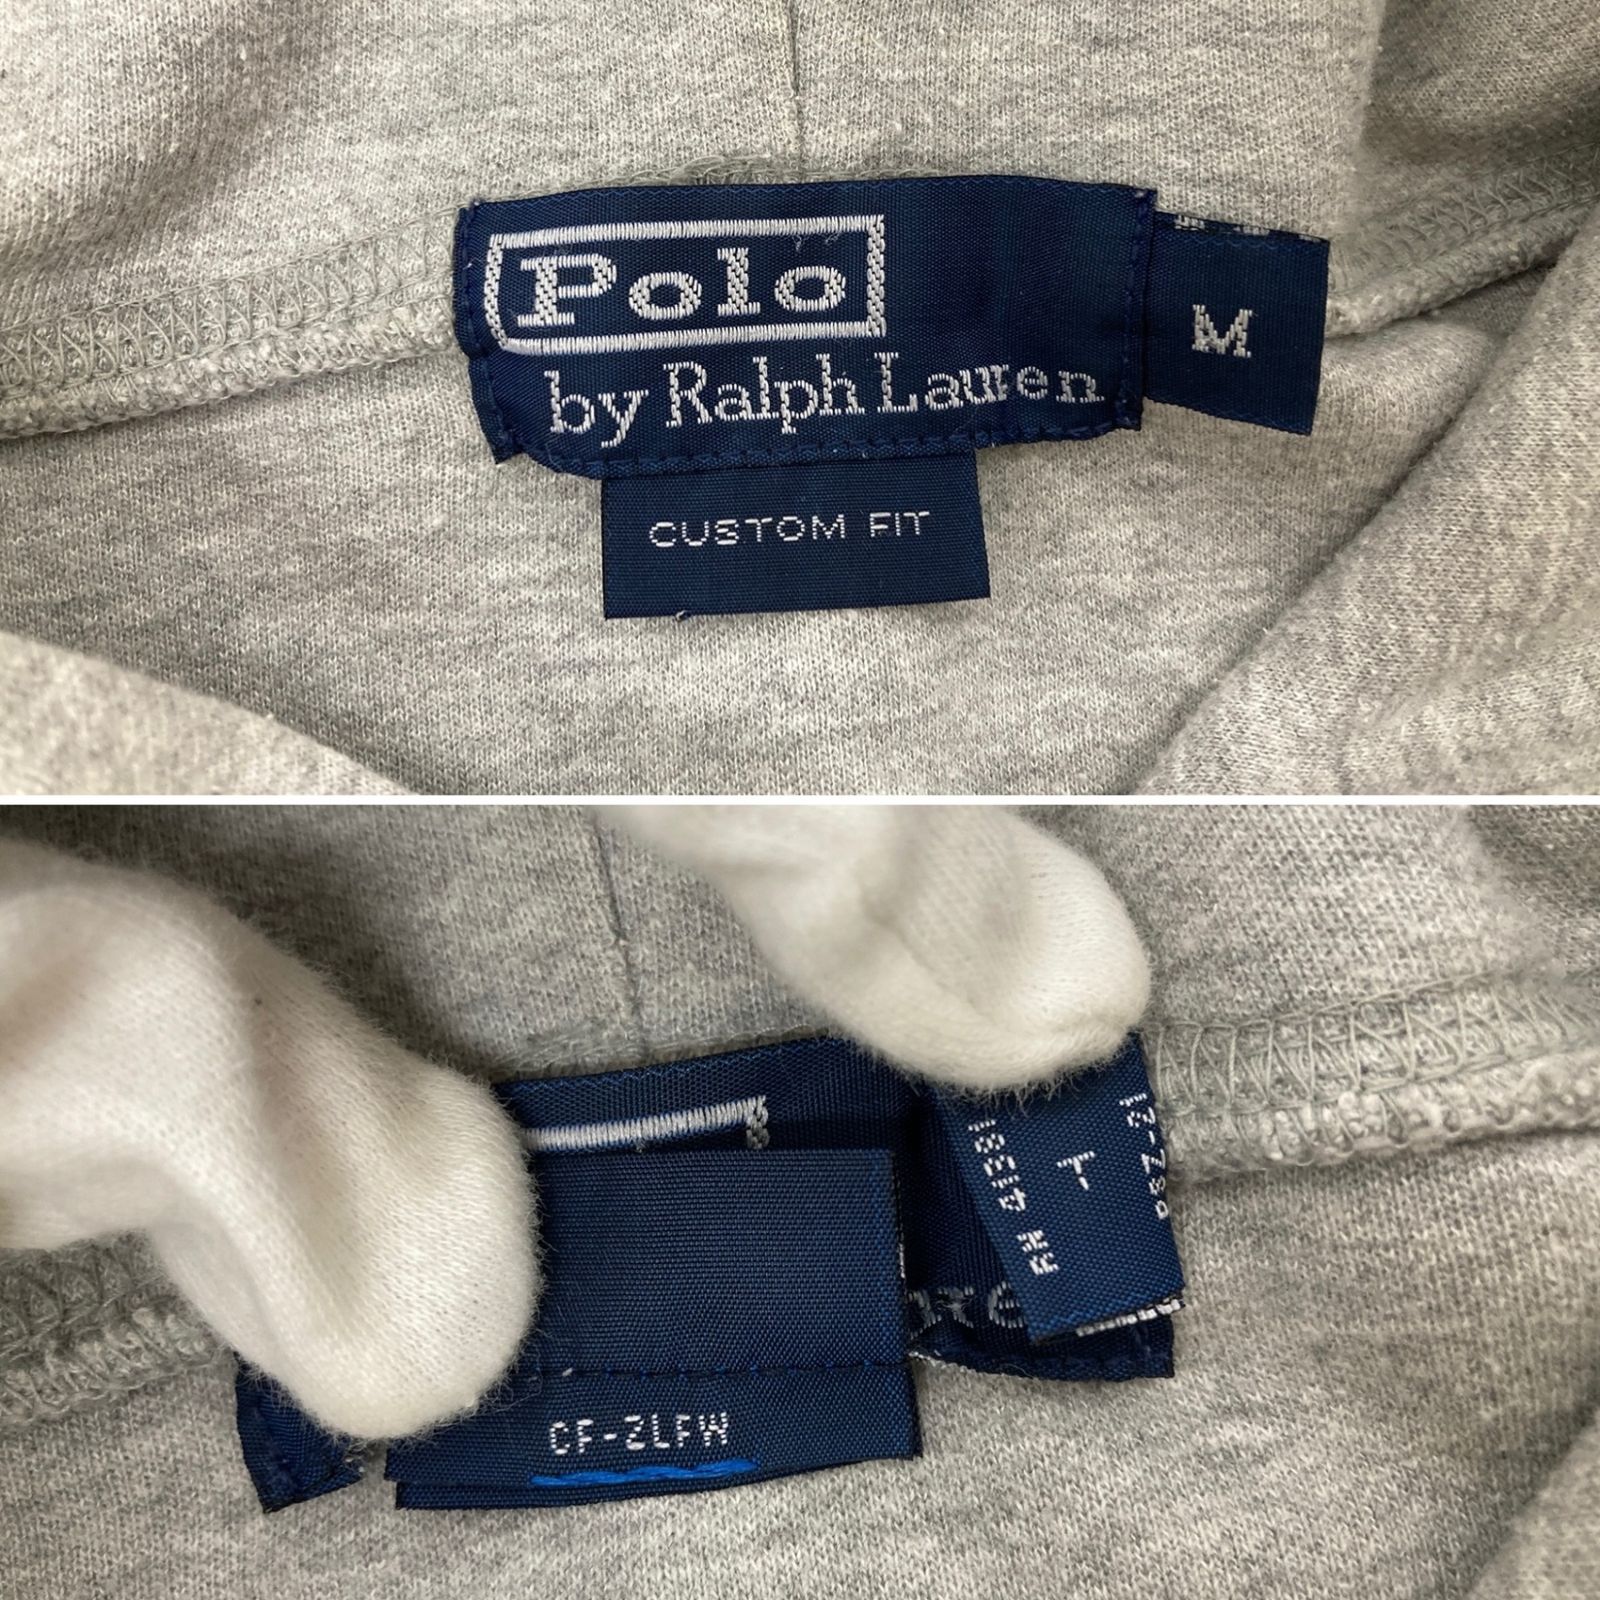 Polo
by Ralph Lauren
M
CUSTOM FIT
CF-ZLFW